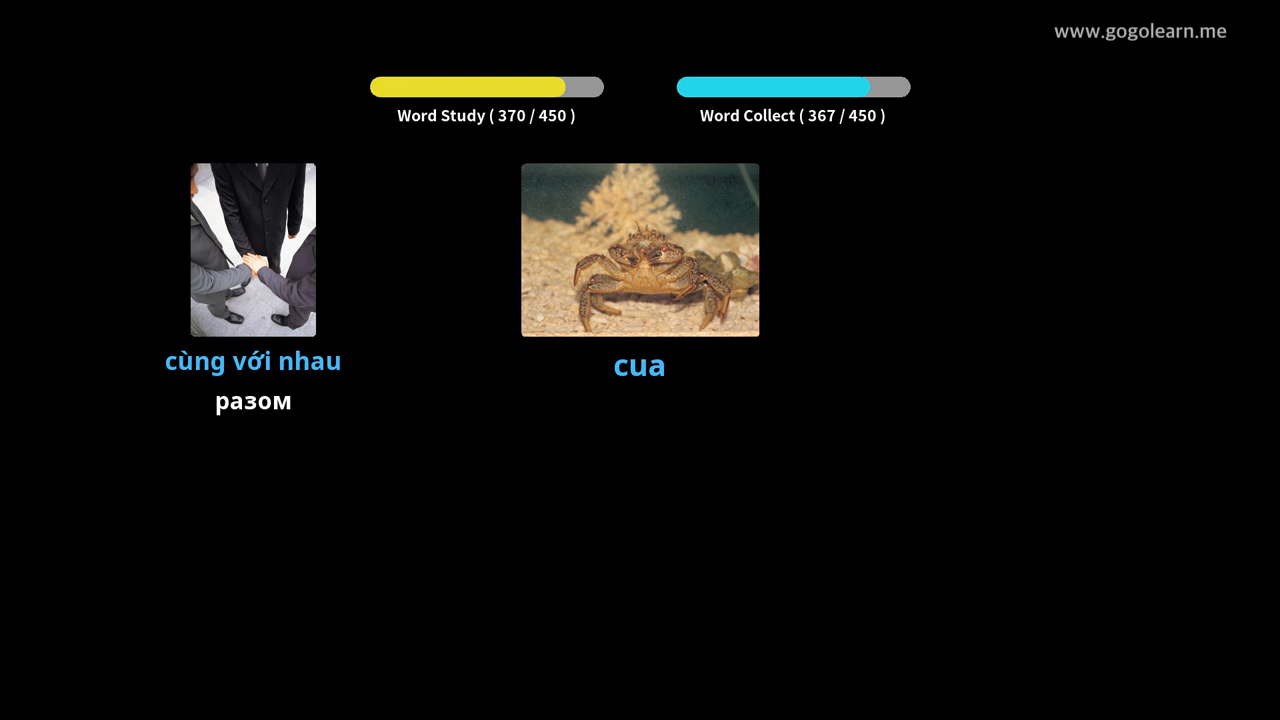 www.gogolearn.me
Word Study ( 370 / 450 )
Word Collect ( 367 / 450 )
cùng với nhau
разом
cua